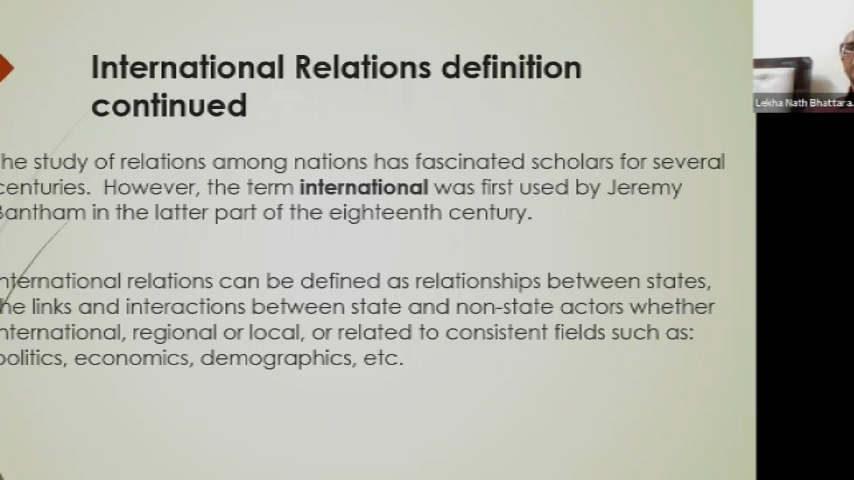 International Relations definition
continued
he study of relations among nations has fascinated scholars for several
centuries. However, the term international was first used by Jeremy
Bantham in the latter part of the eighteenth century.
nternational relations can be defined as relationships between states,
he links and interactions between state and non-state actors whether
nternational, regional or local, or related to consistent fields such as:
politics, economics, demographics, etc.
Lekha Nath Bhattara.